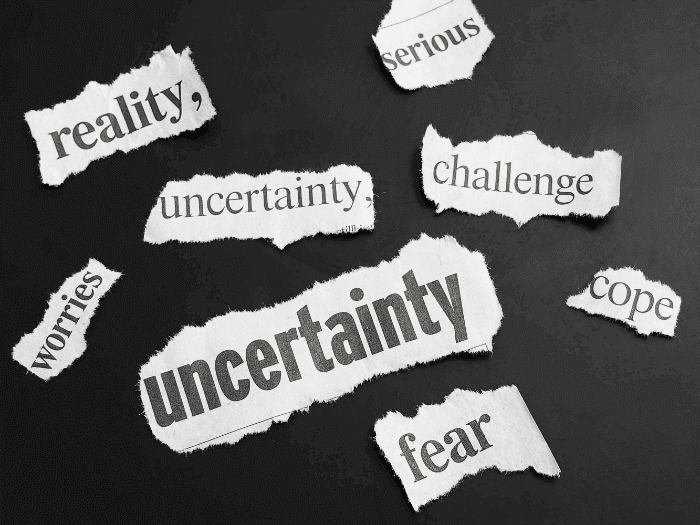 serious
reality,
challenge
uncertainty,
cope
worries
uncertainty
fear